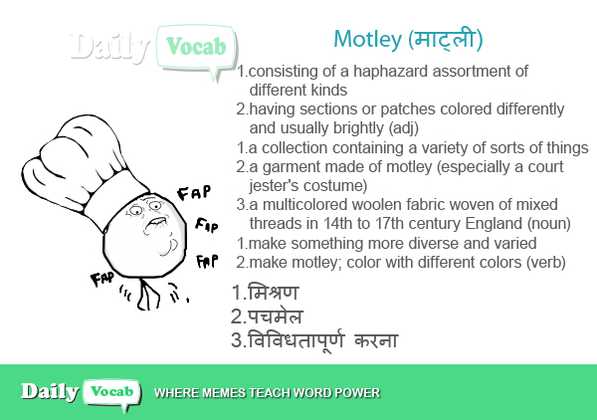 Daily Vocab
Motley (माट्ली)
1.consisting of a haphazard assortment of
different kinds
2.having sections or patches colored differently
and usually brightly (adj)
1.a collection containing a variety of sorts of things
2.a garment made of motley (especially a court
jester's costume)
3.a multicolored woolen fabric woven of mixed
threads in 14th to 17th century England (noun)
1.make something more diverse and varied
2.make motley; color with different colors (verb)
1.मिश्रण
2.पचमेल
3.विविधतापूर्ण करना
FAP
FAP
FAP
FAP
Daily Vocab WHERE MEMES TEACH WORD POWER